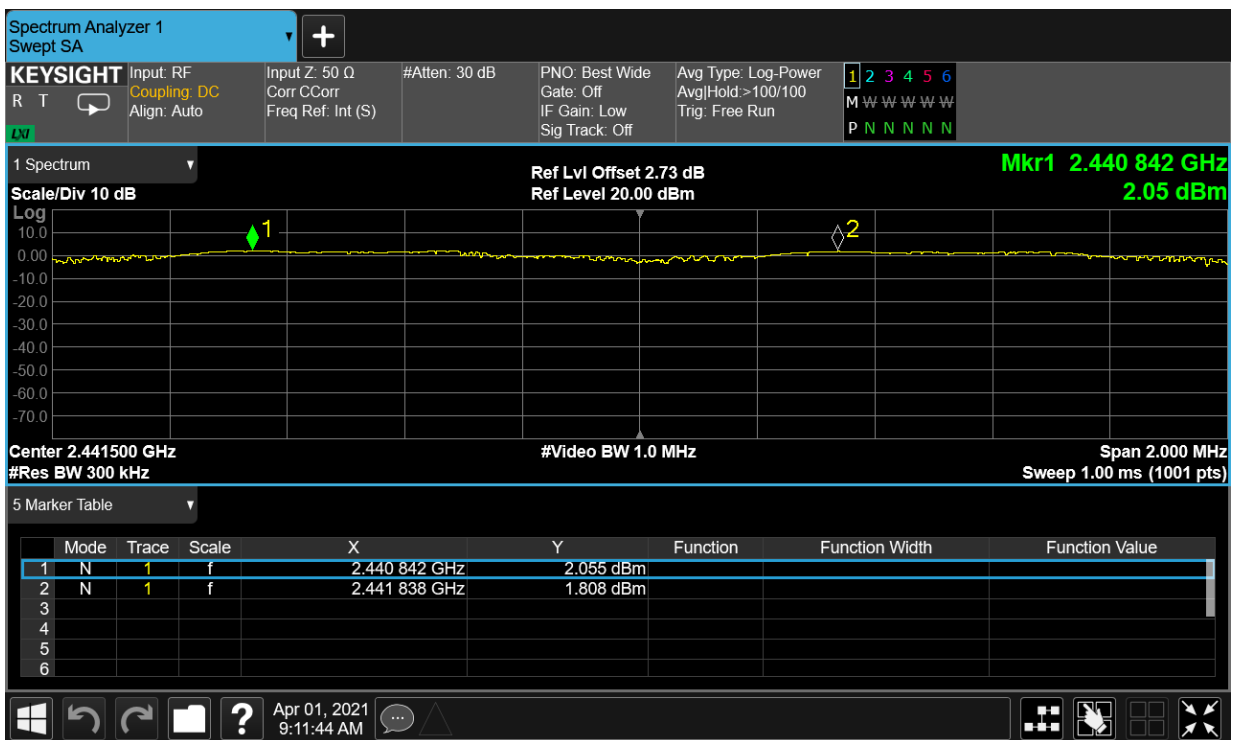 Spectrum Analyzer 1
Swept SA
KEYSIGHT
R T
LXI
Input: RF
Coupling: DC
Align: Auto
Input Z: 50 Ω
Corr CCorr
Freq Ref: Int (S)
#Atten: 30 dB
PNO: Best Wide
Gate: Off
IF Gain: Low
Sig Track: Off
Avg Type: Log-Power
Avg|Hold:>100/100
Trig: Free Run
1 2 3 4 5 6
M W W W W W
P N N N N N
1 Spectrum
Scale/Div 10 dB
Ref Lvl Offset 2.73 dB
Ref Level 20.00 dBm
Mkr1 2.440 842 GHz
2.05 dBm
Log
10.0
0.00
-10.0
-20.0
-30.0
-40.0
-50.0
-60.0
-70.0
1
2
Center 2.441500 GHz
#Res BW 300 kHz
#Video BW 1.0 MHz
Span 2.000 MHz
Sweep 1.00 ms (1001 pts)
5 Marker Table
Mode Trace Scale X Y Function Function Width Function Value
1 N 1 f 2.440 842 GHz 2.055 dBm
2 N 1 f 2.441 838 GHz 1.808 dBm
3
4
5
6
?
Apr 01, 2021
9:11:44 AM